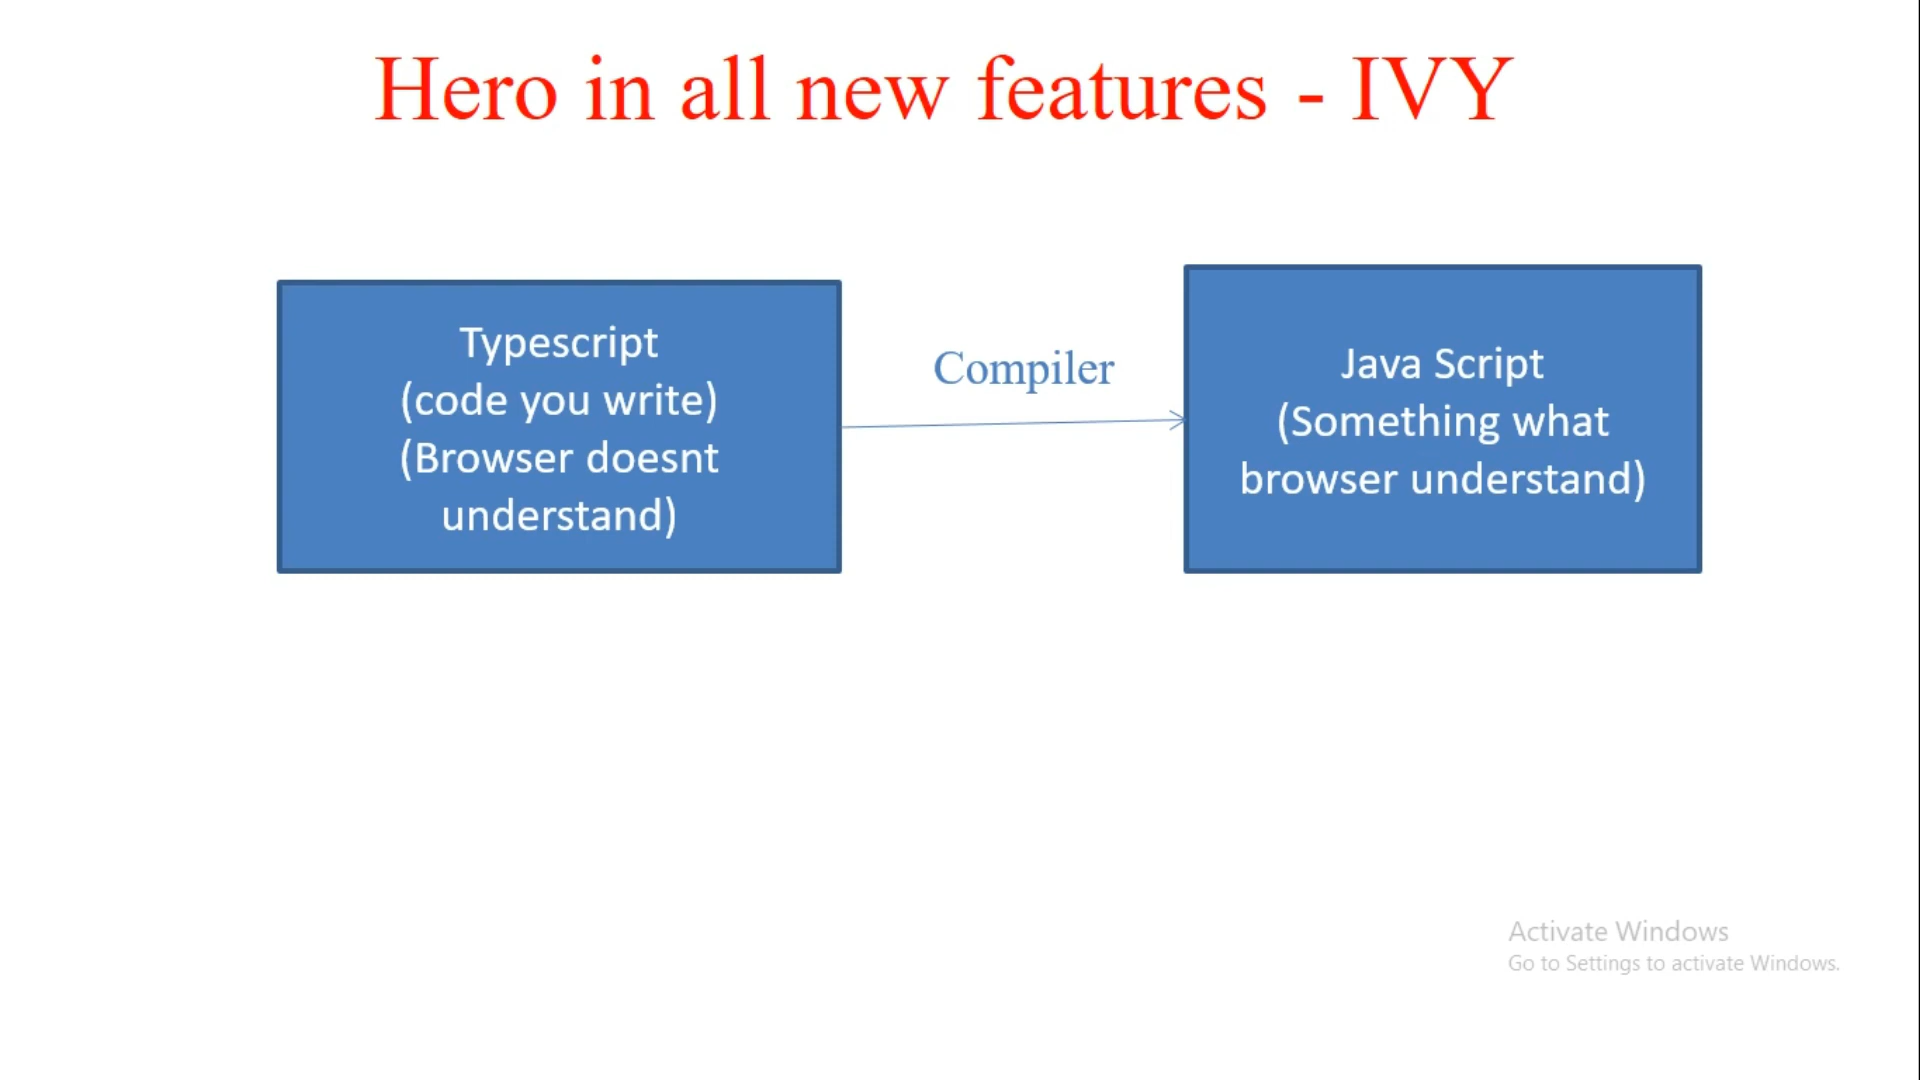 Hero in all new features - IVY
Typescript
(code you write)
(Browser doesnt
understand)
Compiler
Java Script
(Something what
browser understand)
Activate Windows
Go to Settings to activate Windows.